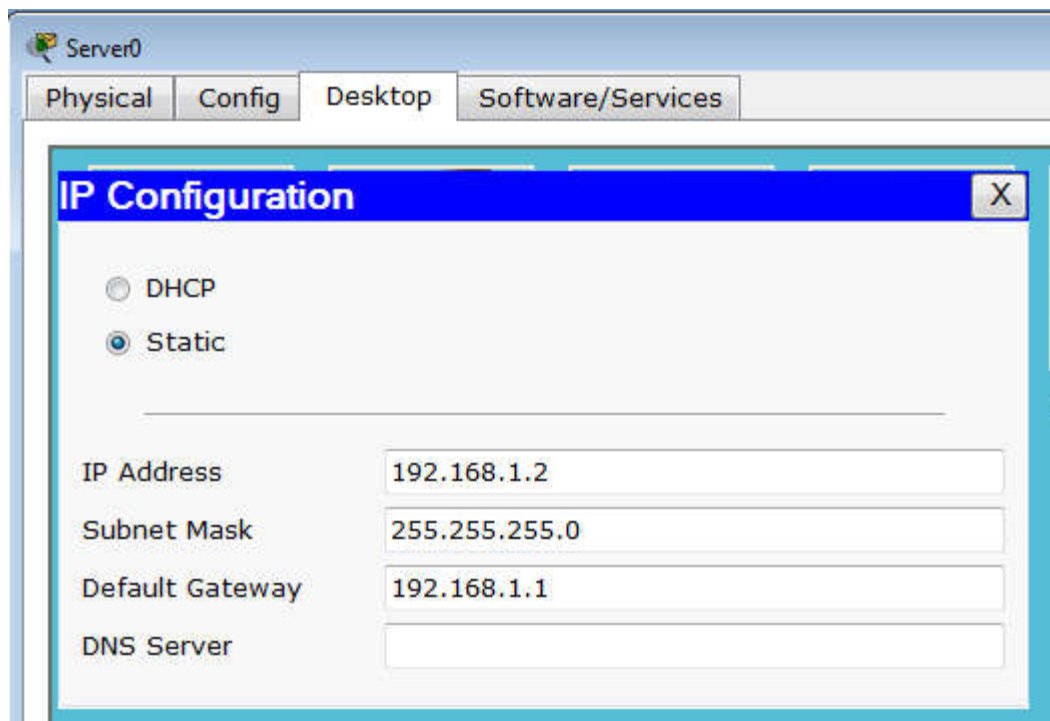 Server0
Physical Config Desktop Software/Services
IP Configuration X
DHCP
Static
IP Address 192.168.1.2
Subnet Mask 255.255.255.0
Default Gateway 192.168.1.1
DNS Server